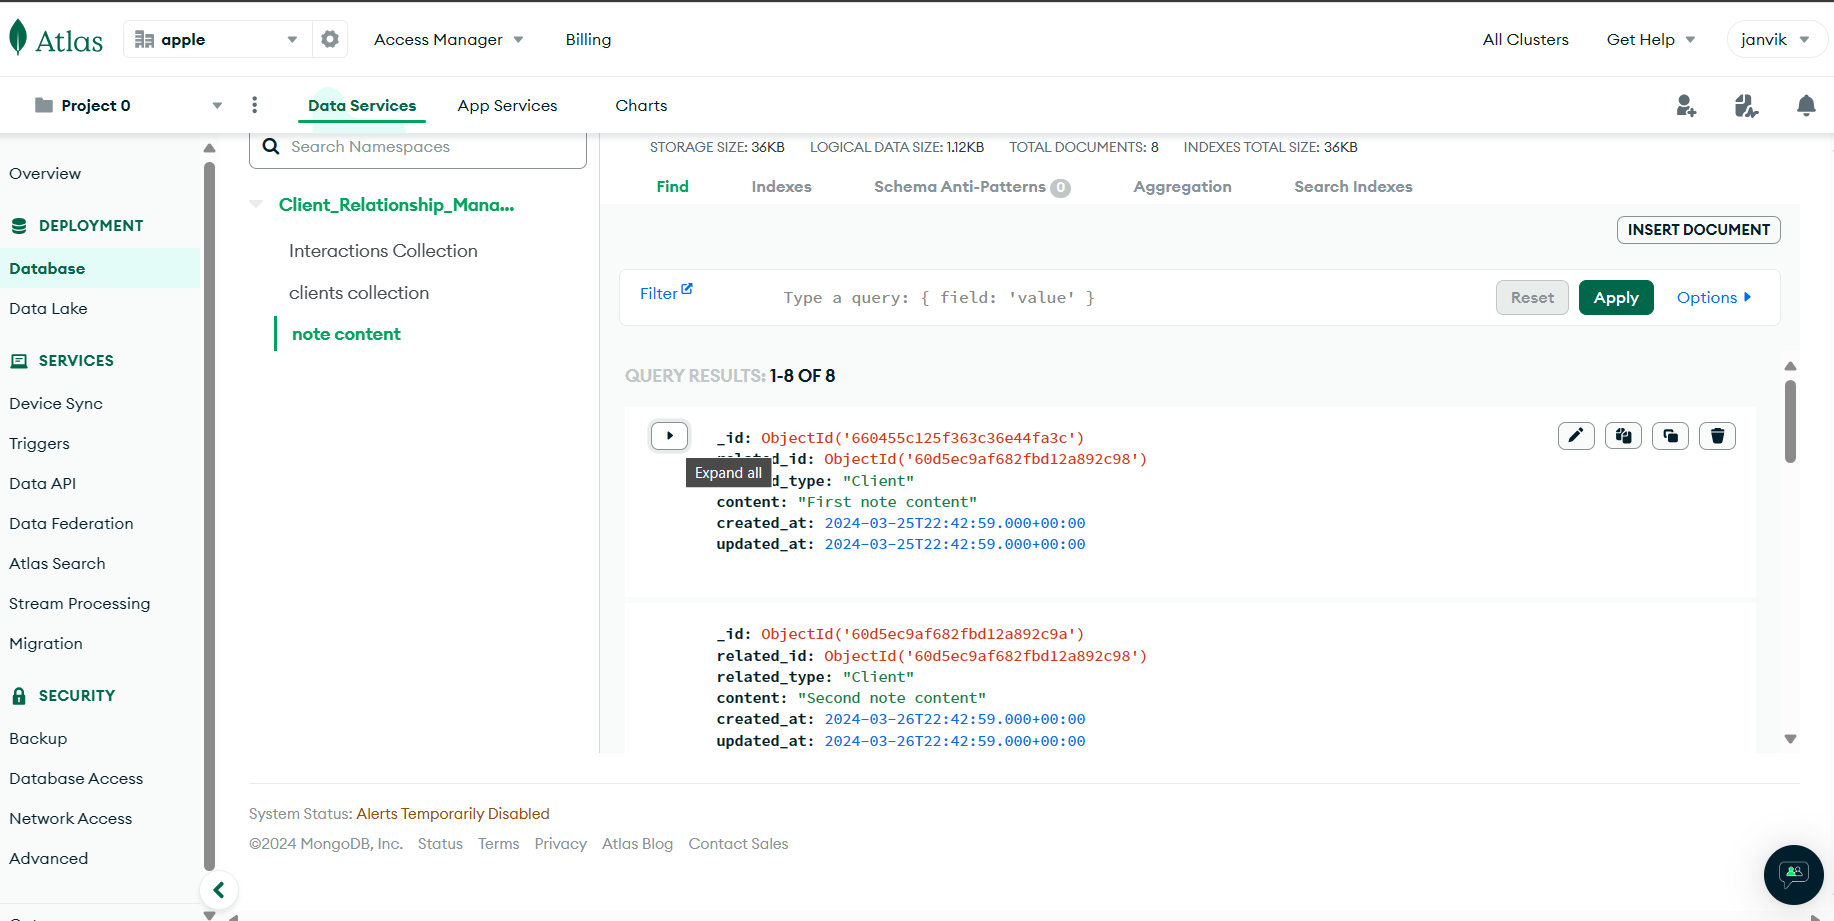 Atlas
apple
Access Manager
Billing
All Clusters
Get Help
janvik
Project 0
Data Services
App Services
Charts
Overview
DEPLOYMENT
Database
Data Lake
SERVICES
Device Sync
Triggers
Data API
Data Federation
Atlas Search
Stream Processing
Migration
SECURITY
Backup
Database Access
Network Access
Advanced
Search Namespaces
Client_Relationship_Mana...
Interactions Collection
clients collection
note content
STORAGE SIZE: 36KB LOGICAL DATA SIZE: 1.12KB TOTAL DOCUMENTS: 8 INDEXES TOTAL SIZE: 36KB
Find Indexes Schema Anti-Patterns 0 Aggregation Search Indexes
INSERT DOCUMENT
Filter Type a query: { field: 'value' } Reset Apply Options
QUERY RESULTS: 1-8 OF 8
_id: ObjectId('660455c125f363c36e44fa3c')
d_id: ObjectId('60d5ec9af682fbd12a892c98')
Expand all
d_type: "Client"
content: "First note content"
created_at: 2024-03-25T22:42:59.000+00:00
updated_at: 2024-03-25T22:42:59.000+00:00
_id: ObjectId('60d5ec9af682fbd12a892c9a')
related_id: ObjectId('60d5ec9af682fbd12a892c98')
related_type: "Client"
content: "Second note content"
created_at: 2024-03-26T22:42:59.000+00:00
updated_at: 2024-03-26T22:42:59.000+00:00
System Status: Alerts Temporarily Disabled
©2024 MongoDB, Inc. Status Terms Privacy Atlas Blog Contact Sales